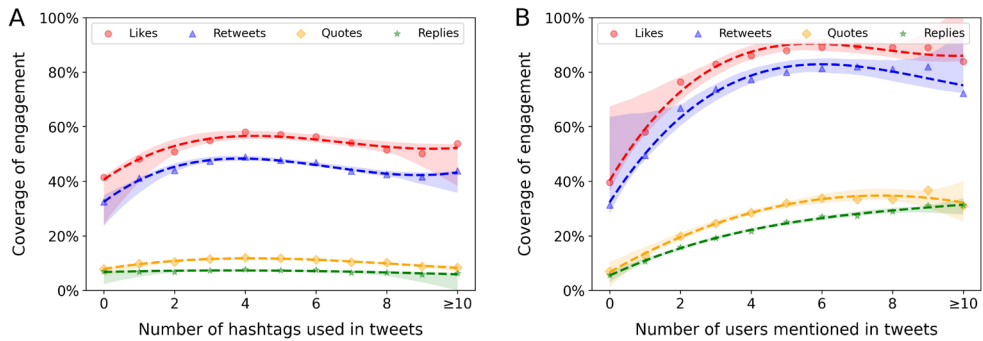 A
Coverage of engagement
100%
80%
60%
40%
20%
0%
Likes Retweets Quotes Replies
0 2 4 6 8 ≥10
Number of hashtags used in tweets
B
Coverage of engagement
100%
80%
60%
40%
20%
0%
Likes Retweets Quotes Replies
0 2 4 6 8 ≥10
Number of users mentioned in tweets